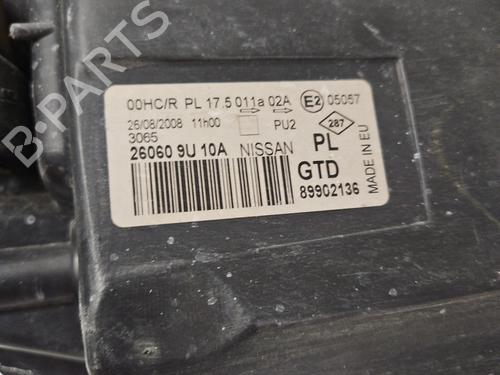 00HC/R PL 17.5 011a 02A E2 05057
26/08/2008 11h00 PU2 287
3065
26060 9U 10A NISSAN PL
GTD
89902136
MADE IN EU
B-PARTS